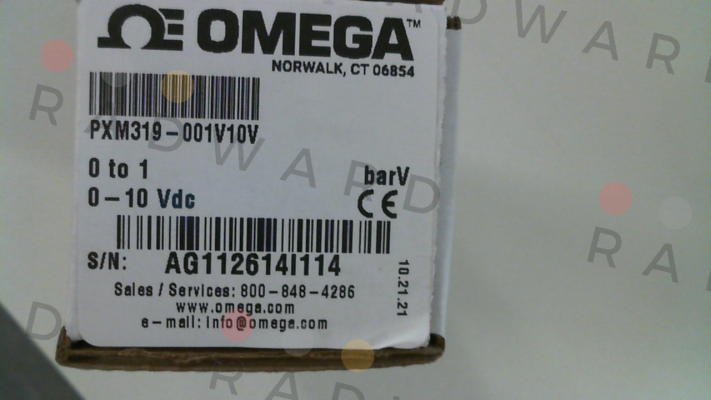 OMEGA™
NORWALK, CT 06854
PXM319-001V10V
0 to 1 barV
0-10 Vdc
CE
S/N: AG112614I114
10.21.21
Sales / Services: 800-848-4286
www.omega.com
e-mail: info@omega.com
RADWARD